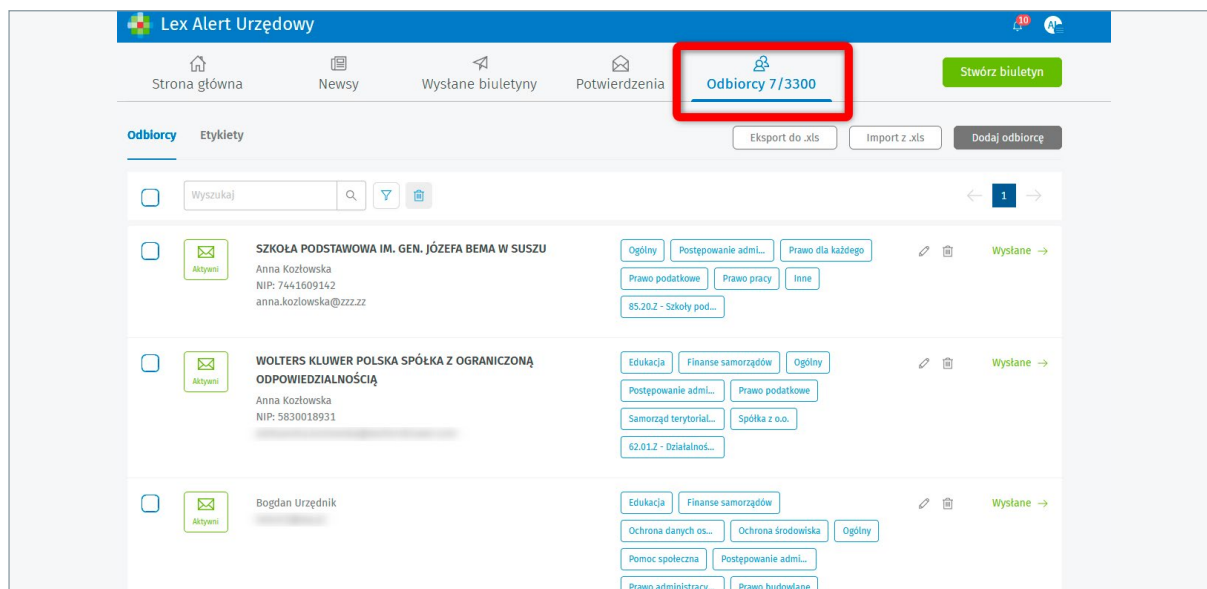 Lex Alert Urzędowy
10
Strona główna
Newsy
Wysłane biuletyny
Potwierdzenia
Odbiorcy 7/3300
Stwórz biuletyn
Odbiorcy Etykiety
Eksport do .xls Import z .xls Dodaj odbiorcę
Wyszukaj
1
Aktywni
SZKOŁA PODSTAWOWA IM. GEN. JÓZEFA BEMA W SUSZU
Anna Kozłowska
NIP: 7441609142
anna.kozlowska@zzz.zz
Ogólny Postępowanie admi... Prawo dla każdego
Prawo podatkowe Prawo pracy Inne
85.20.Z - Szkoły pod...
Wysłane →
Aktywni
WOLTERS KLUWER POLSKA SPÓŁKA Z OGRANICZONĄ
ODPOWIEDZIALNOŚCIĄ
Anna Kozłowska
NIP: 5830018931
Edukacja Finanse samorządów Ogólny
Postępowanie admi... Prawo podatkowe
Samorząd terytorial... Spółka z o.o.
62.01.Z - Działalnoś...
Wysłane →
Aktywni
Bogdan Urzędnik
Edukacja Finanse samorządów
Ochrona danych os... Ochrona środowiska Ogólny
Pomoc społeczna Postępowanie admi...
Prawo administracy... Prawo budowlane
Wysłane →